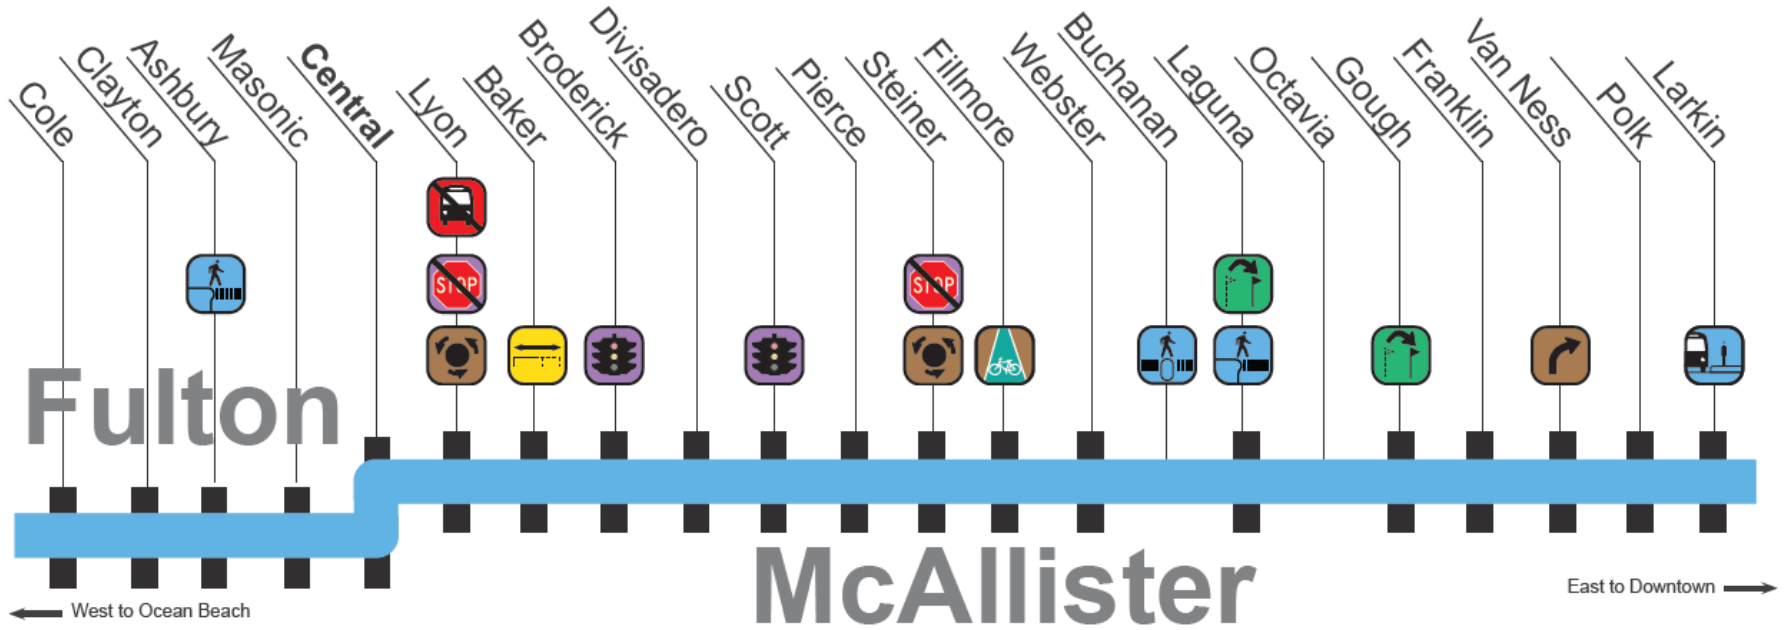 Cole
Clayton
Ashbury
Masonic
Central
Lyon
Baker
Broderick
Divisadero
Scott
Pierce
Steiner
Fillmore
Webster
Buchanan
Laguna
Octavia
Gough
Franklin
Van Ness
Polk
Larkin
STOP
STOP
Fulton
McAllister
West to Ocean Beach
East to Downtown